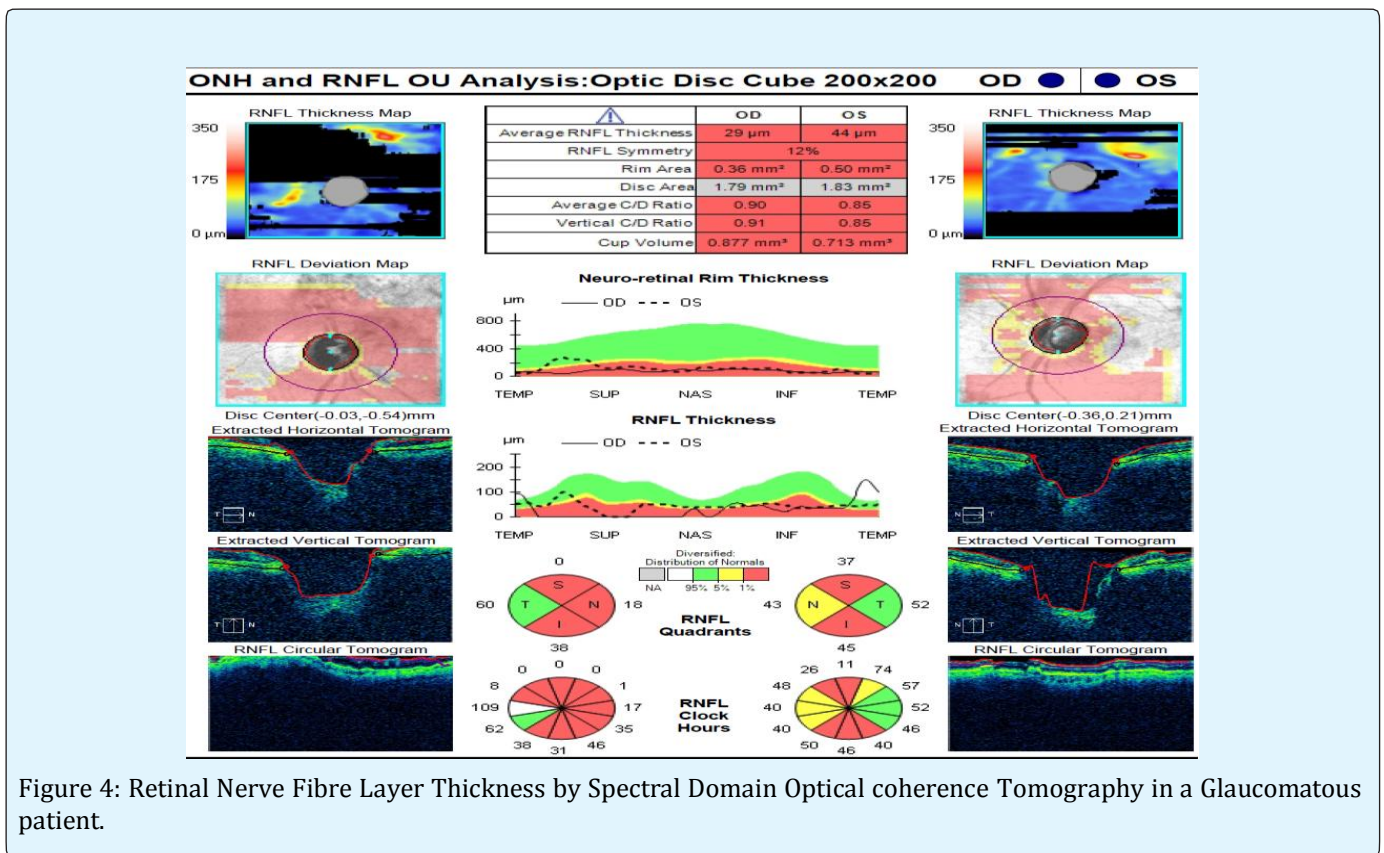 ONH and RNFL OU Analysis:Optic Disc Cube 200x200 OD OS
RNFL Thickness Map
350
175
0 µm
OD OS
Average RNFL Thickness 29 µm 44 µm
RNFL Symmetry 12%
Rim Area 0.36 mm² 0.50 mm²
Disc Area 1.79 mm² 1.83 mm²
Average C/D Ratio 0.90 0.85
Vertical C/D Ratio 0.91 0.85
Cup Volume 0.877 mm³ 0.713 mm³
RNFL Thickness Map
350
175
0 µm
RNFL Deviation Map
Disc Center(-0.03,-0.54)mm
Extracted Horizontal Tomogram
T N
Extracted Vertical Tomogram
T N
RNFL Circular Tomogram
Neuro-retinal Rim Thickness
µm OD OS
800
400
0
TEMP SUP NAS INF TEMP
RNFL Thickness
µm OD OS
200
100
0
TEMP SUP NAS INF TEMP
Diversified:
Distribution of Normals
NA 95% 5% 1%
0
S
60 T N 18
I
38
RNFL
Quadrants
37
S
43 N T 52
I
45
0 0 0
8 1
109 17
62 35
38 31 46
RNFL
Clock
Hours
26 11 74
48 57
40 52
40 46
50 46 40
RNFL Deviation Map
Disc Center(-0.36,0.21)mm
Extracted Horizontal Tomogram
N T
Extracted Vertical Tomogram
N T
RNFL Circular Tomogram
Figure 4: Retinal Nerve Fibre Layer Thickness by Spectral Domain Optical coherence Tomography in a Glaucomatous
patient.